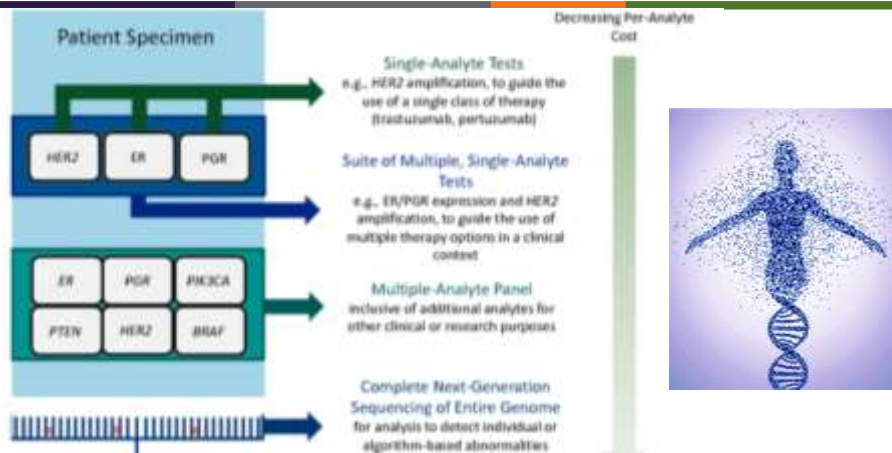 Decreasing Per-Analyte
Cost
Patient Specimen
Single-Analyte Tests
e.g., HER2 amplification, to guide the
use of a single class of therapy
(trastuzumab, pertuzumab)
HER2
ER
PGR
Suite of Multiple, Single-Analyte
Tests
e.g., ER/PGR expression and HER2
amplification, to guide the use of
multiple therapy options in a clinical
context
ER
PGR
PIK3CA
PTEN
HER2
BRAF
Multiple-Analyte Panel
inclusive of additional analytes for
other clinical or research purposes
Complete Next-Generation
Sequencing of Entire Genome
for analysis to detect individual or
algorithm-based abnormalities